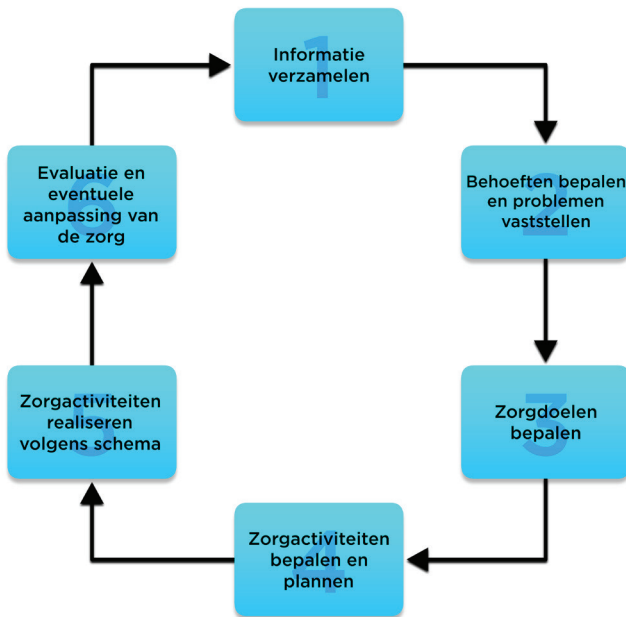 1
Informatie
verzamelen
2
Behoeften bepalen
en problemen
vaststellen
3
Zorgdoelen
bepalen
4
Zorgactiviteiten
bepalen en
plannen
5
Zorgactiviteiten
realiseren
volgens schema
6
Evaluatie en
eventuele
aanpassing van
de zorg